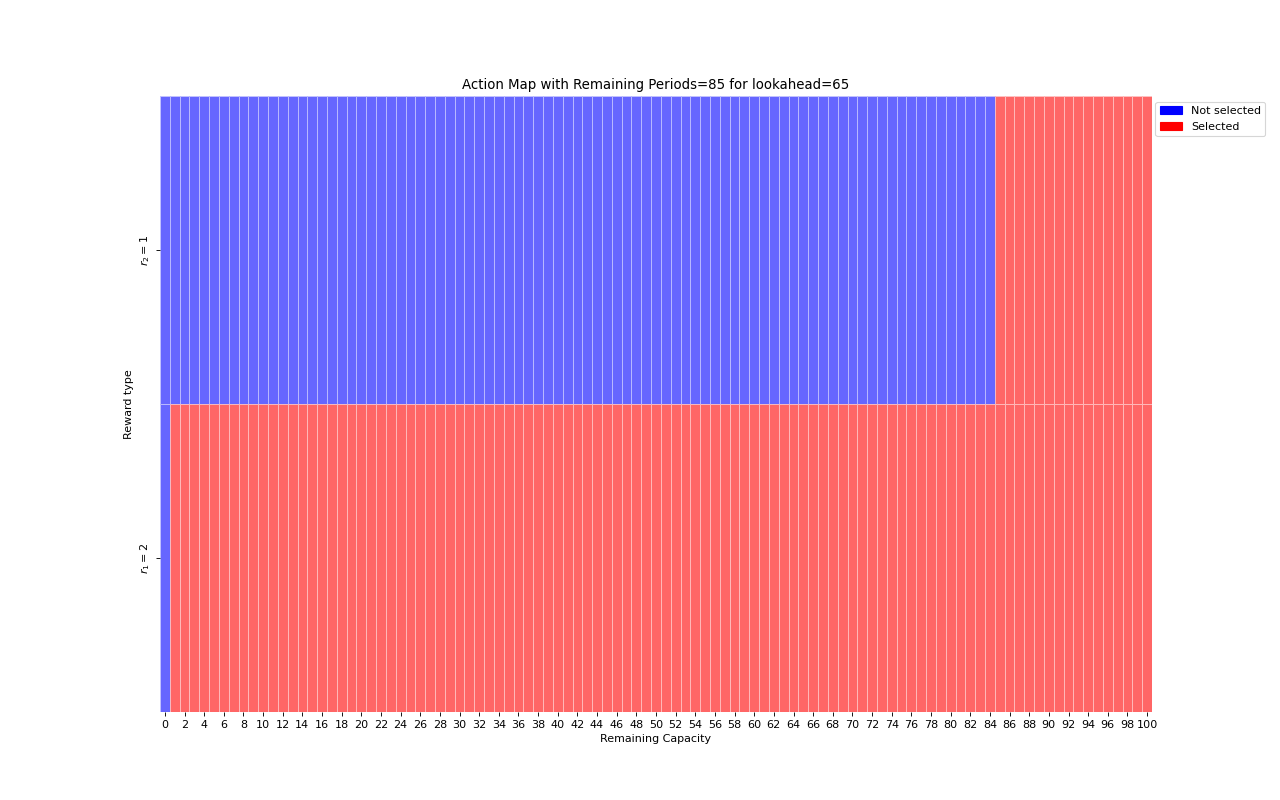 Action Map with Remaining Periods=85 for lookahead=65
Not selected
Selected
r₂ = 1
Reward type
r₁ = 2
0 2 4 6 8 10 12 14 16 18 20 22 24 26 28 30 32 34 36 38 40 42 44 46 48 50 52 54 56 58 60 62 64 66 68 70 72 74 76 78 80 82 84 86 88 90 92 94 96 98 100
Remaining Capacity